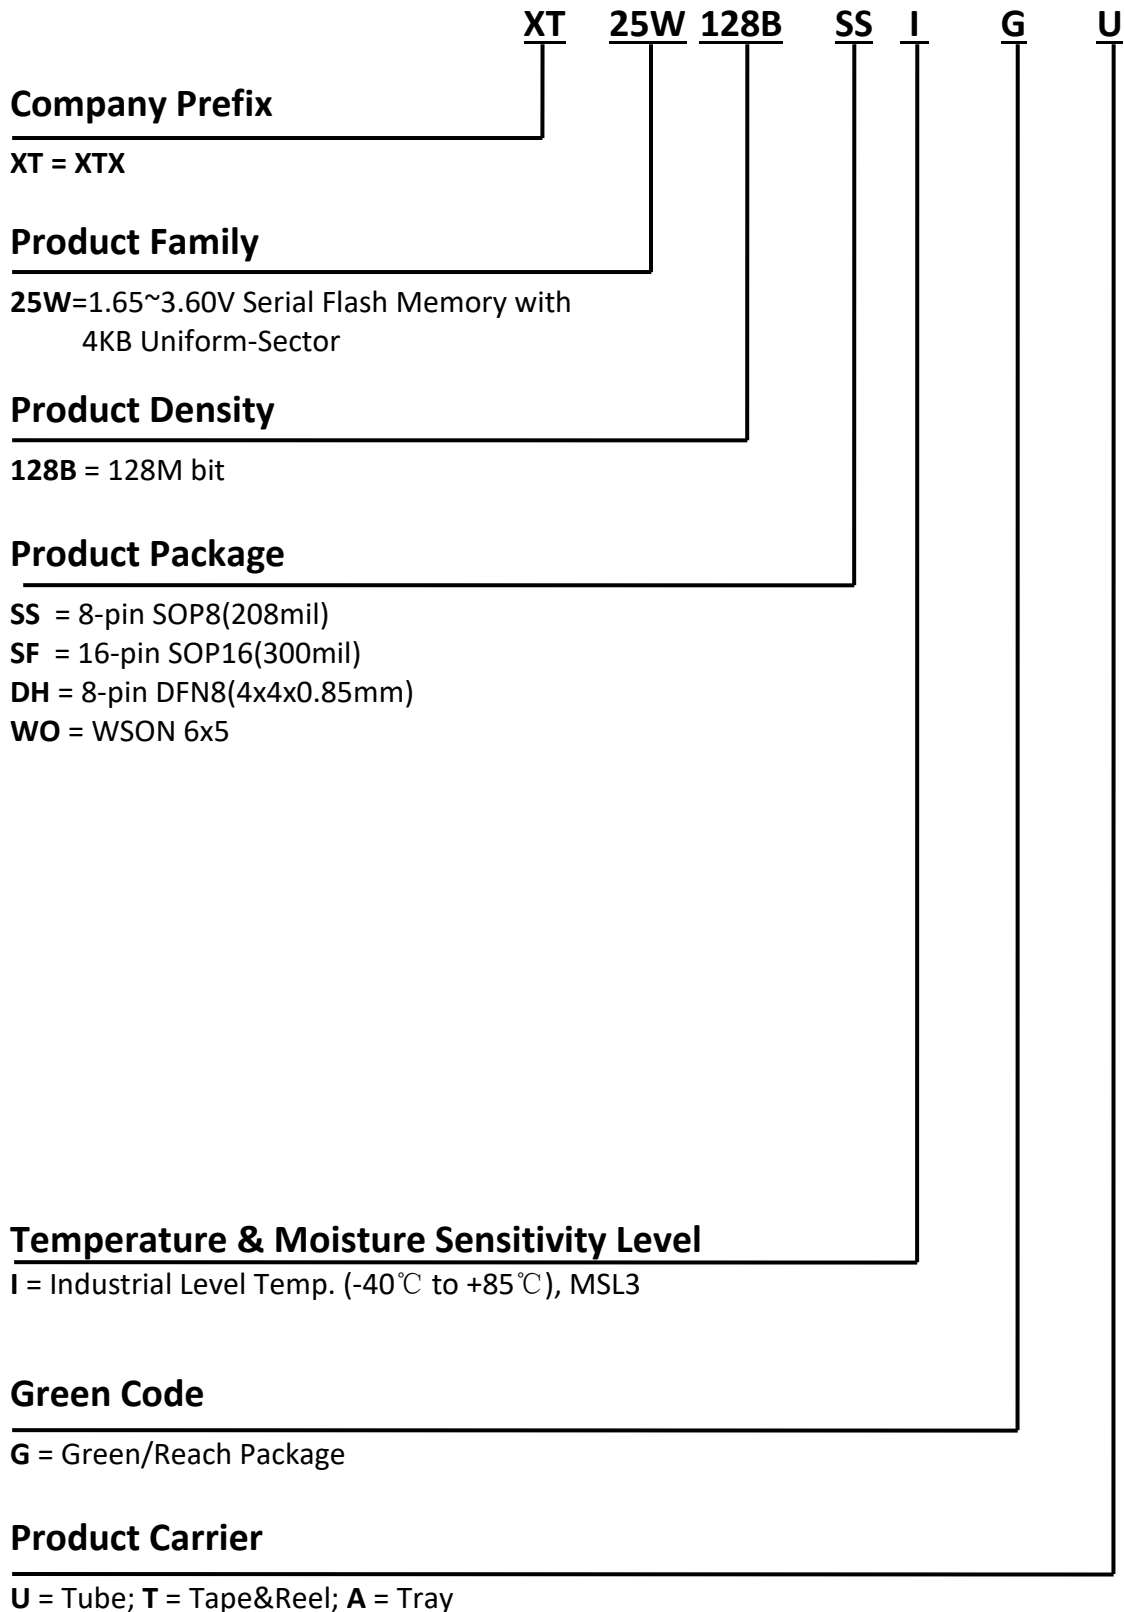 XT 25W 128B SS I G U
Company Prefix
XT = XTX
Product Family
25W=1.65~3.60V Serial Flash Memory with
4KB Uniform-Sector
Product Density
128B = 128M bit
Product Package
SS = 8-pin SOP8(208mil)
SF = 16-pin SOP16(300mil)
DH = 8-pin DFN8(4x4x0.85mm)
WO = WSON 6x5
Temperature & Moisture Sensitivity Level
I = Industrial Level Temp. (-40℃ to +85℃), MSL3
Green Code
G = Green/Reach Package
Product Carrier
U = Tube; T = Tape&Reel; A = Tray